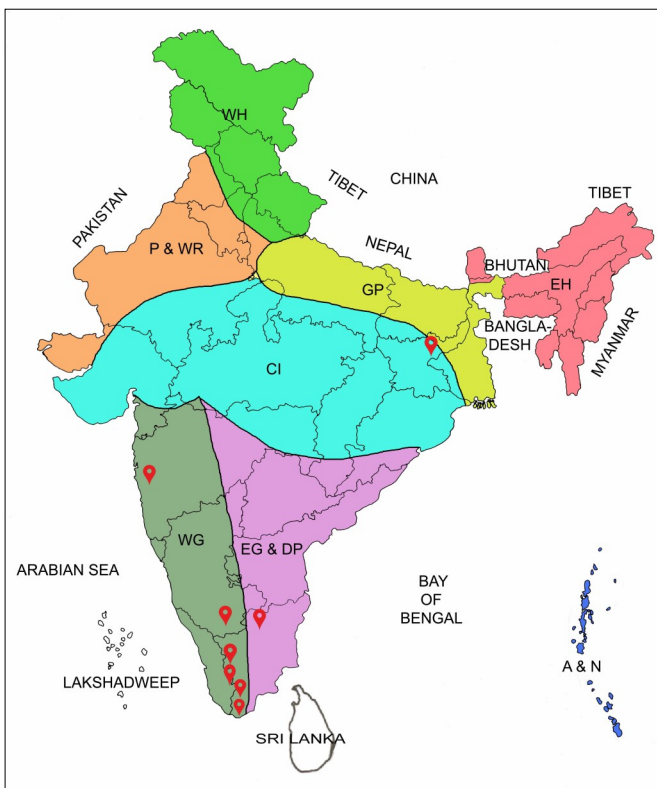 WH
TIBET
CHINA
PAKISTAN
P & WR
NEPAL
TIBET
BHUTAN
GP
EH
BANGLA-
DESH
MYANMAR
CI
WG
EG & DP
ARABIAN SEA
BAY
OF
BENGAL
LAKSHADWEEP
A & N
SRI LANKA